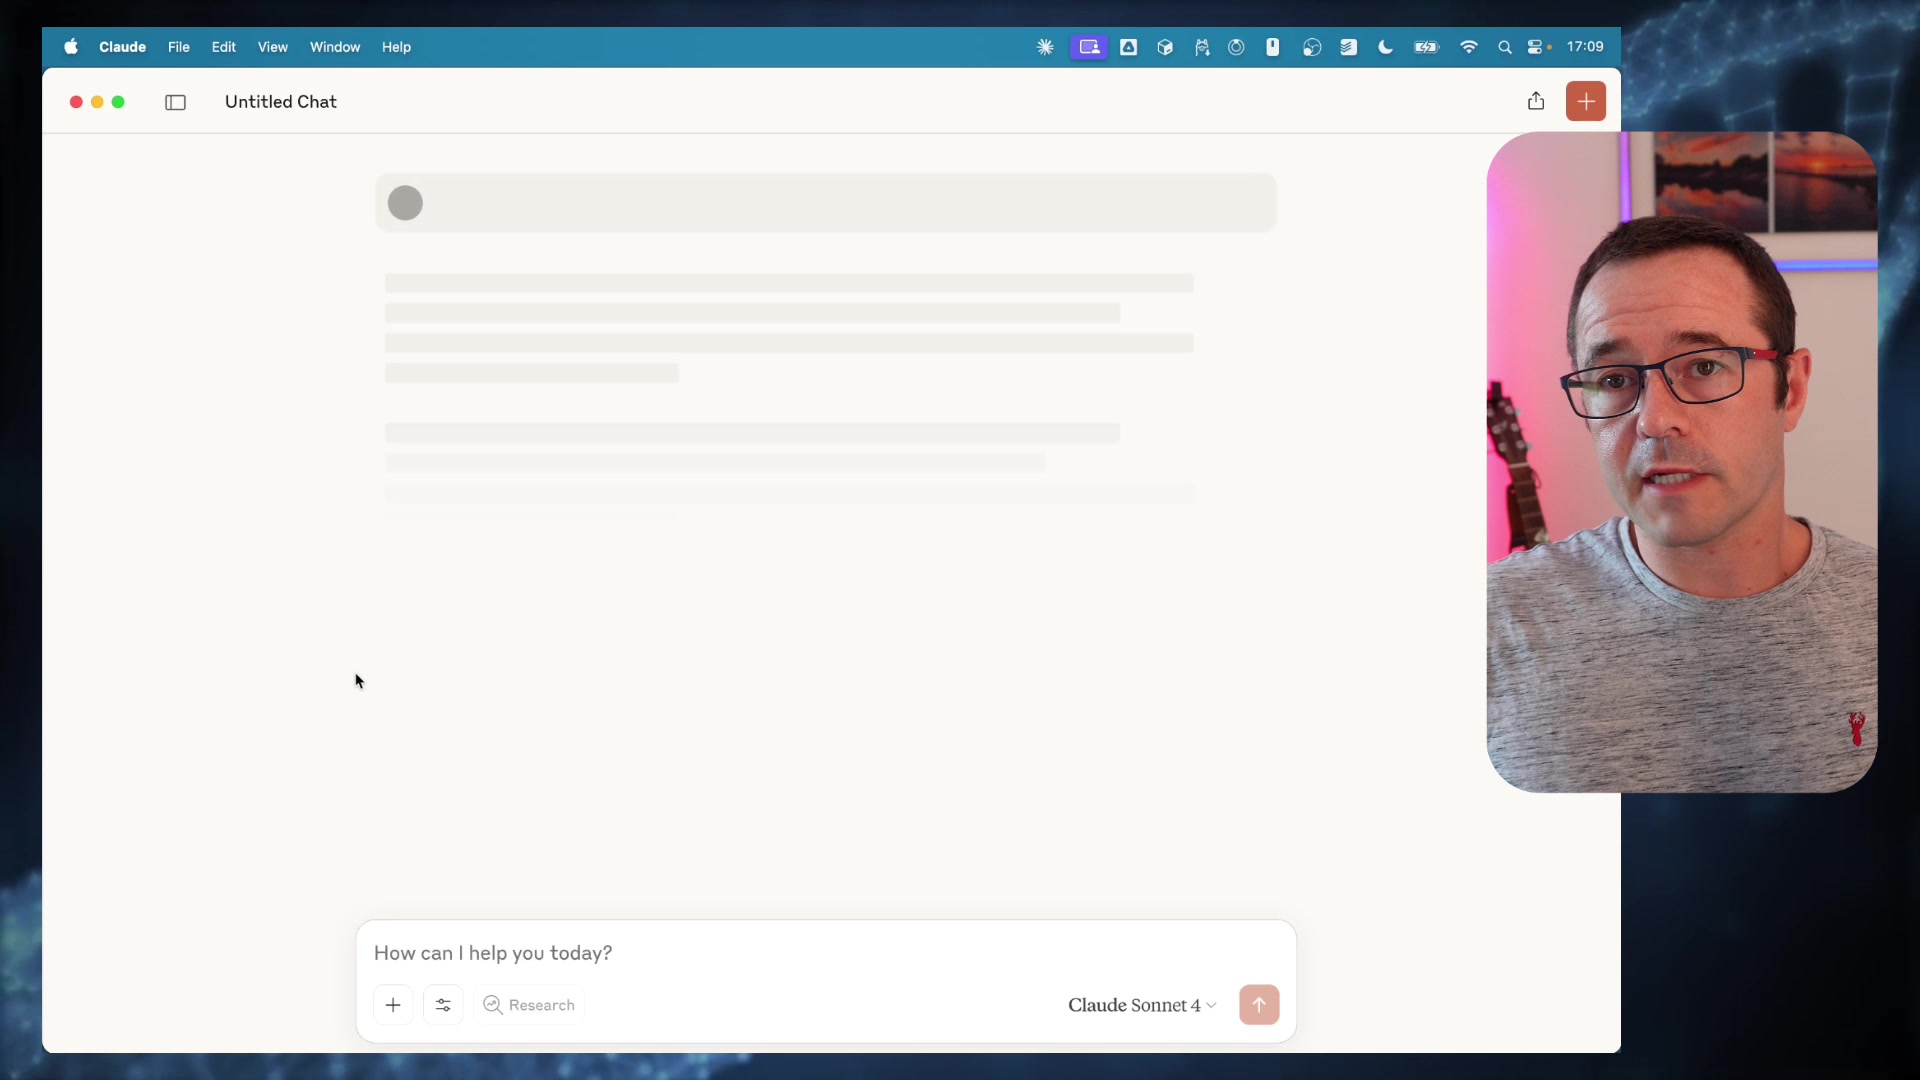 Claude File Edit View Window Help 17:09
Untitled Chat
How can I help you today?
Research Claude Sonnet 4